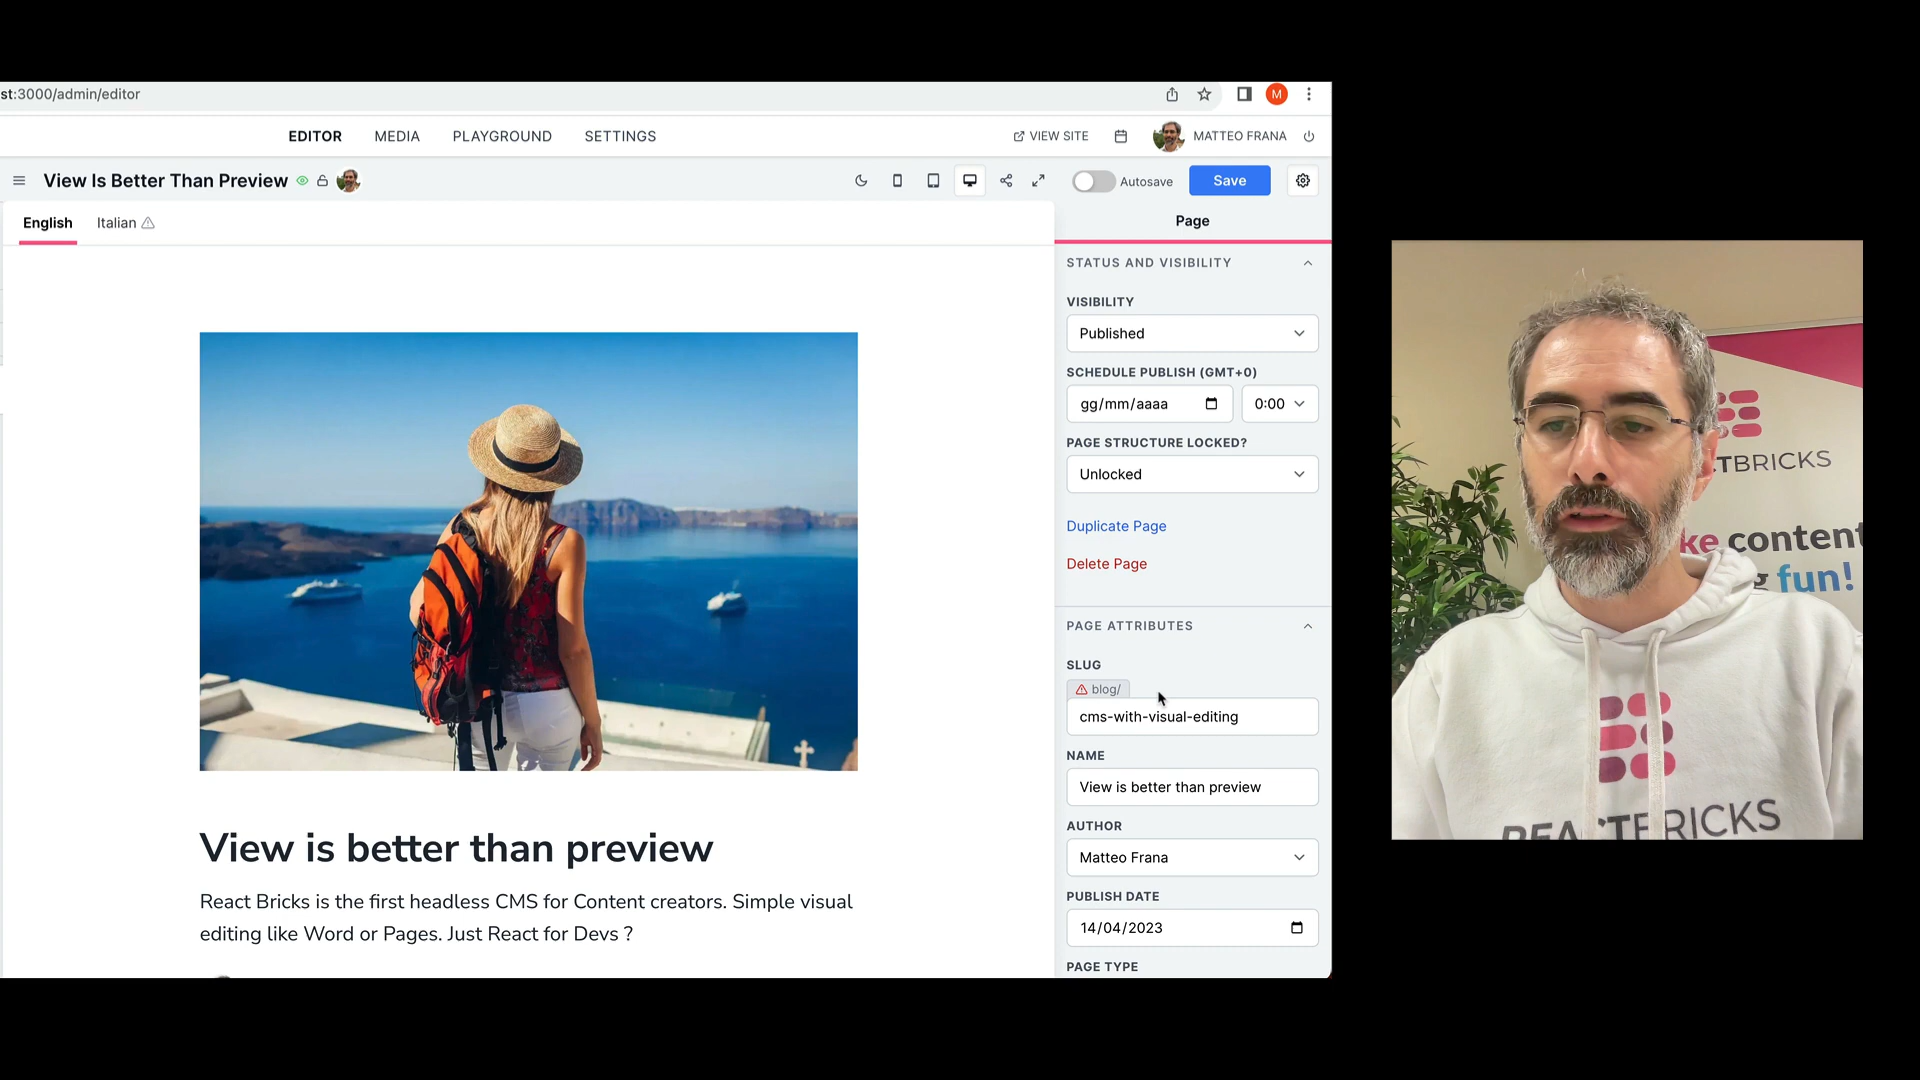 st:3000/admin/editor
M
EDITOR MEDIA PLAYGROUND SETTINGS
VIEW SITE MATTEO FRANA
View Is Better Than Preview
Autosave Save
English Italian
Page
STATUS AND VISIBILITY
VISIBILITY
Published
SCHEDULE PUBLISH (GMT+0)
gg/mm/aaaa 0:00
PAGE STRUCTURE LOCKED?
Unlocked
Duplicate Page
Delete Page
PAGE ATTRIBUTES
SLUG
blog/
cms-with-visual-editing
NAME
View is better than preview
AUTHOR
Matteo Frana
PUBLISH DATE
14/04/2023
PAGE TYPE
View is better than preview
React Bricks is the first headless CMS for Content creators. Simple visual
editing like Word or Pages. Just React for Devs ?
CTBRICKS
ke content
g fun!
REACTBRICKS